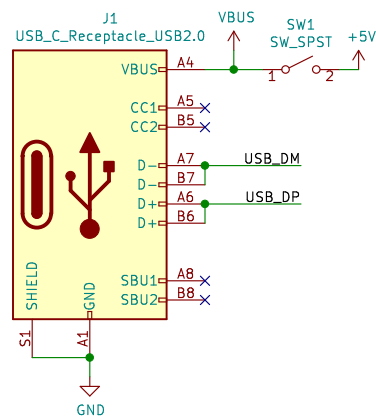 J1
USB_C_Receptacle_USB2.0
VBUS
SW1
SW_SPST
+5V
VBUS A4
1 2
CC1 A5
CC2 B5
D- A7 USB_DM
D- B7
D+ A6 USB_DP
D+ B6
SBU1 A8
SBU2 B8
SHIELD
GND
S1
A1
GND